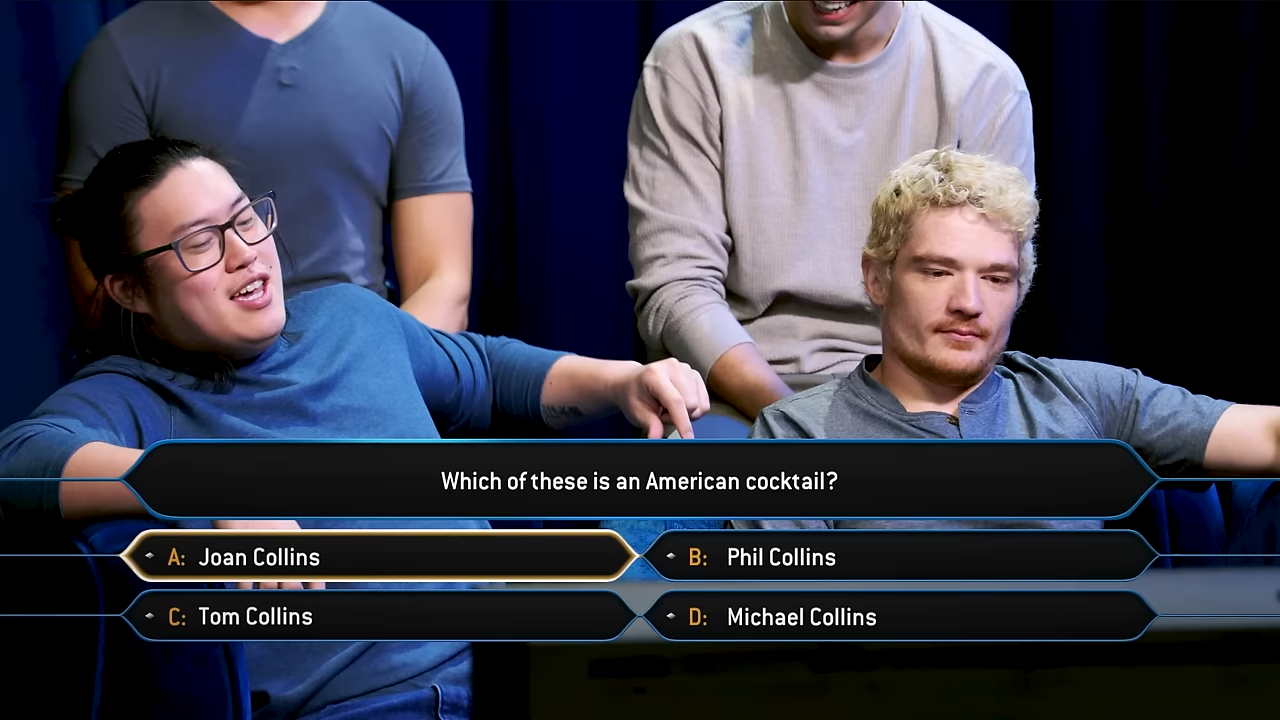 Which of these is an American cocktail?
A: Joan Collins
B: Phil Collins
C: Tom Collins
D: Michael Collins